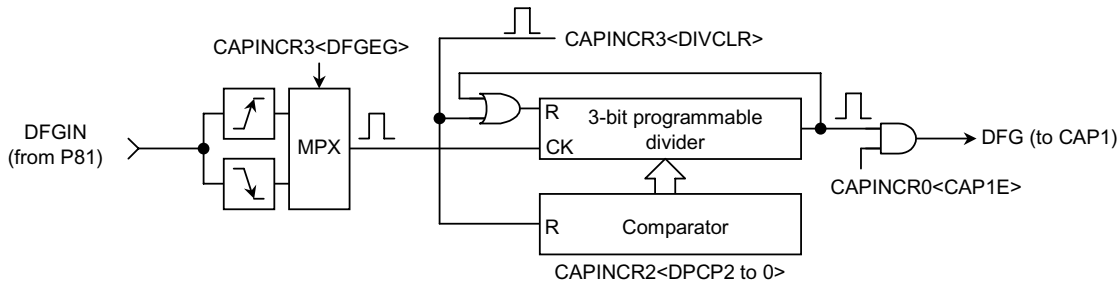 CAPINCR3<DIVCLR>
CAPINCR3<DFGEG>
DFGIN
(from P81)
MPX
R
CK
3-bit programmable
divider
DFG (to CAP1)
CAPINCR0<CAP1E>
R
Comparator
CAPINCR2<DPCP2 to 0>